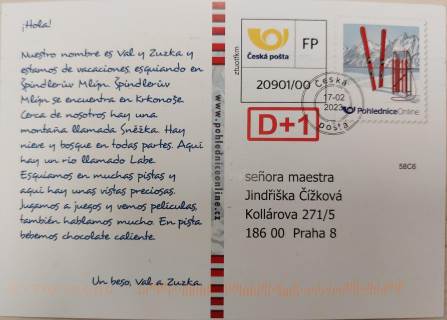 ¡Hola!
Nuestro nombre es Val y Zuzka y
estamos de vacaciones, esquiando en
Špindlerův Mlýn. Špindlerův
Mlýn se encuentra en Krkonoše.
Cerca de nosotros hay una
montaña llamada Sněžka. Hay
nieve y bosque en todas partes. Aquí
hay un río llamado Labe.
Esquiamos en muchas pistas y
aquí hay unas vistas preciosas.
Jugamos a juegos y vemos películas,
también hablamos mucho. En pista
bebemos chocolate caliente.
Un beso, Val a Zuzka
www.pohledniceonline.cz
Česká pošta
FP
20901/00
D+1
Česká
17-02
2023
pošta
PohledniceOnline
58C6
señora maestra
Jindřiška Čížková
Kollárova 271/5
186 00 Praha 8